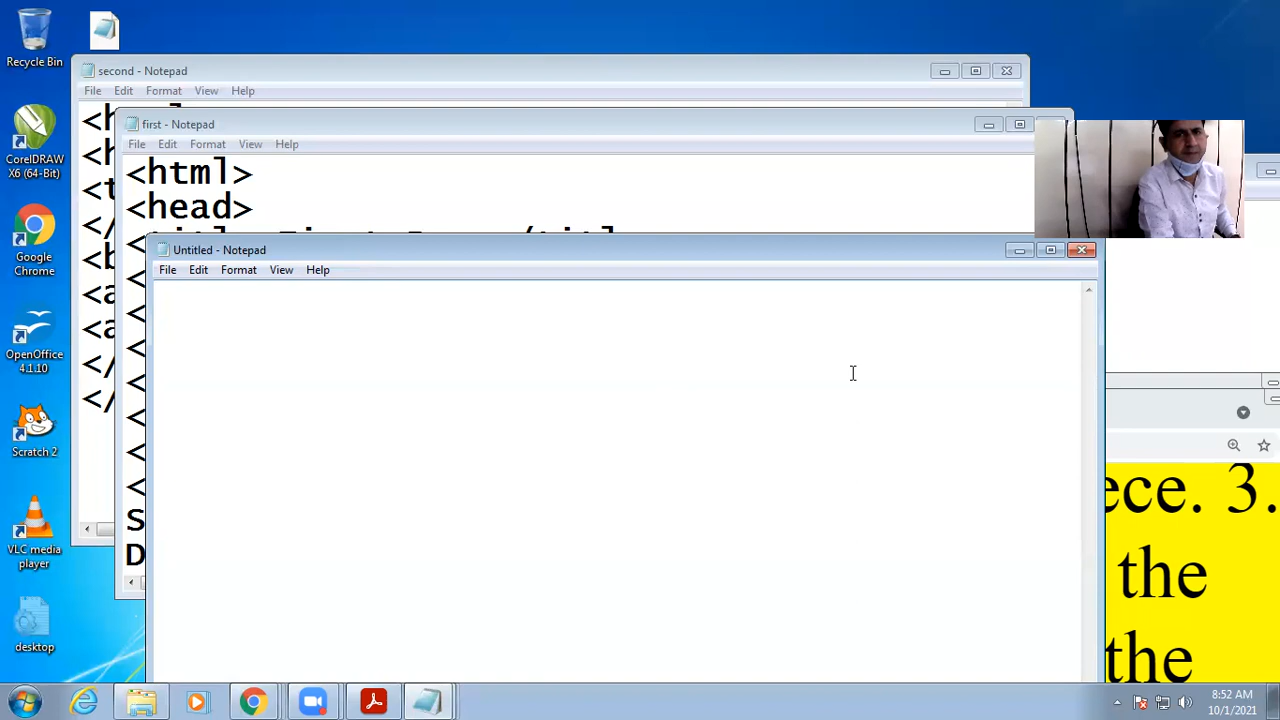 Recycle Bin
CorelDRAW
X6 (64-Bit)
Google
Chrome
OpenOffice
4.1.10
Scratch 2
VLC media
player
desktop
second - Notepad
File Edit Format View Help
first - Notepad
File Edit Format View Help
<html>
<head>
Untitled - Notepad
File Edit Format View Help
3.
the
the
8:52 AM
10/1/2021